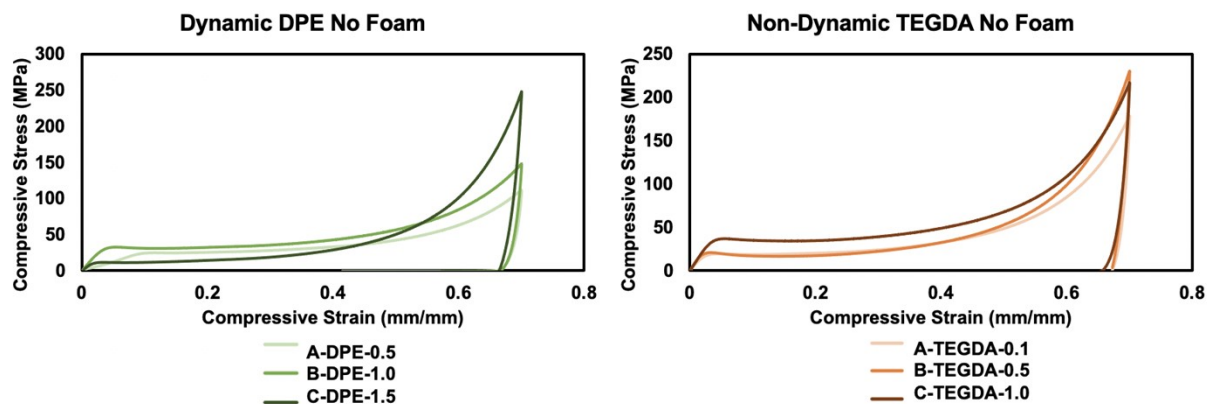 Dynamic DPE No Foam
Compressive Stress (MPa)
300
250
200
150
100
50
0
0
0.2
0.4
0.6
0.8
Compressive Strain (mm/mm)
A-DPE-0.5
B-DPE-1.0
C-DPE-1.5
Non-Dynamic TEGDA No Foam
Compressive Stress (MPa)
250
200
150
100
50
0
0
0.2
0.4
0.6
0.8
Compressive Strain (mm/mm)
A-TEGDA-0.1
B-TEGDA-0.5
C-TEGDA-1.0